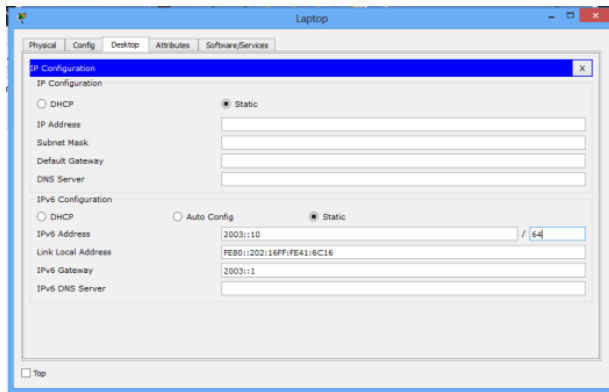 Laptop
Physical Config Desktop Attributes Software/Services
IP Configuration X
IP Configuration
DHCP Static
IP Address
Subnet Mask
Default Gateway
DNS Server
IPv6 Configuration
DHCP Auto Config Static
IPv6 Address 2003::10 / 64
Link Local Address FE80::202:16FF:FE41:6C16
IPv6 Gateway 2003::1
IPv6 DNS Server
Top